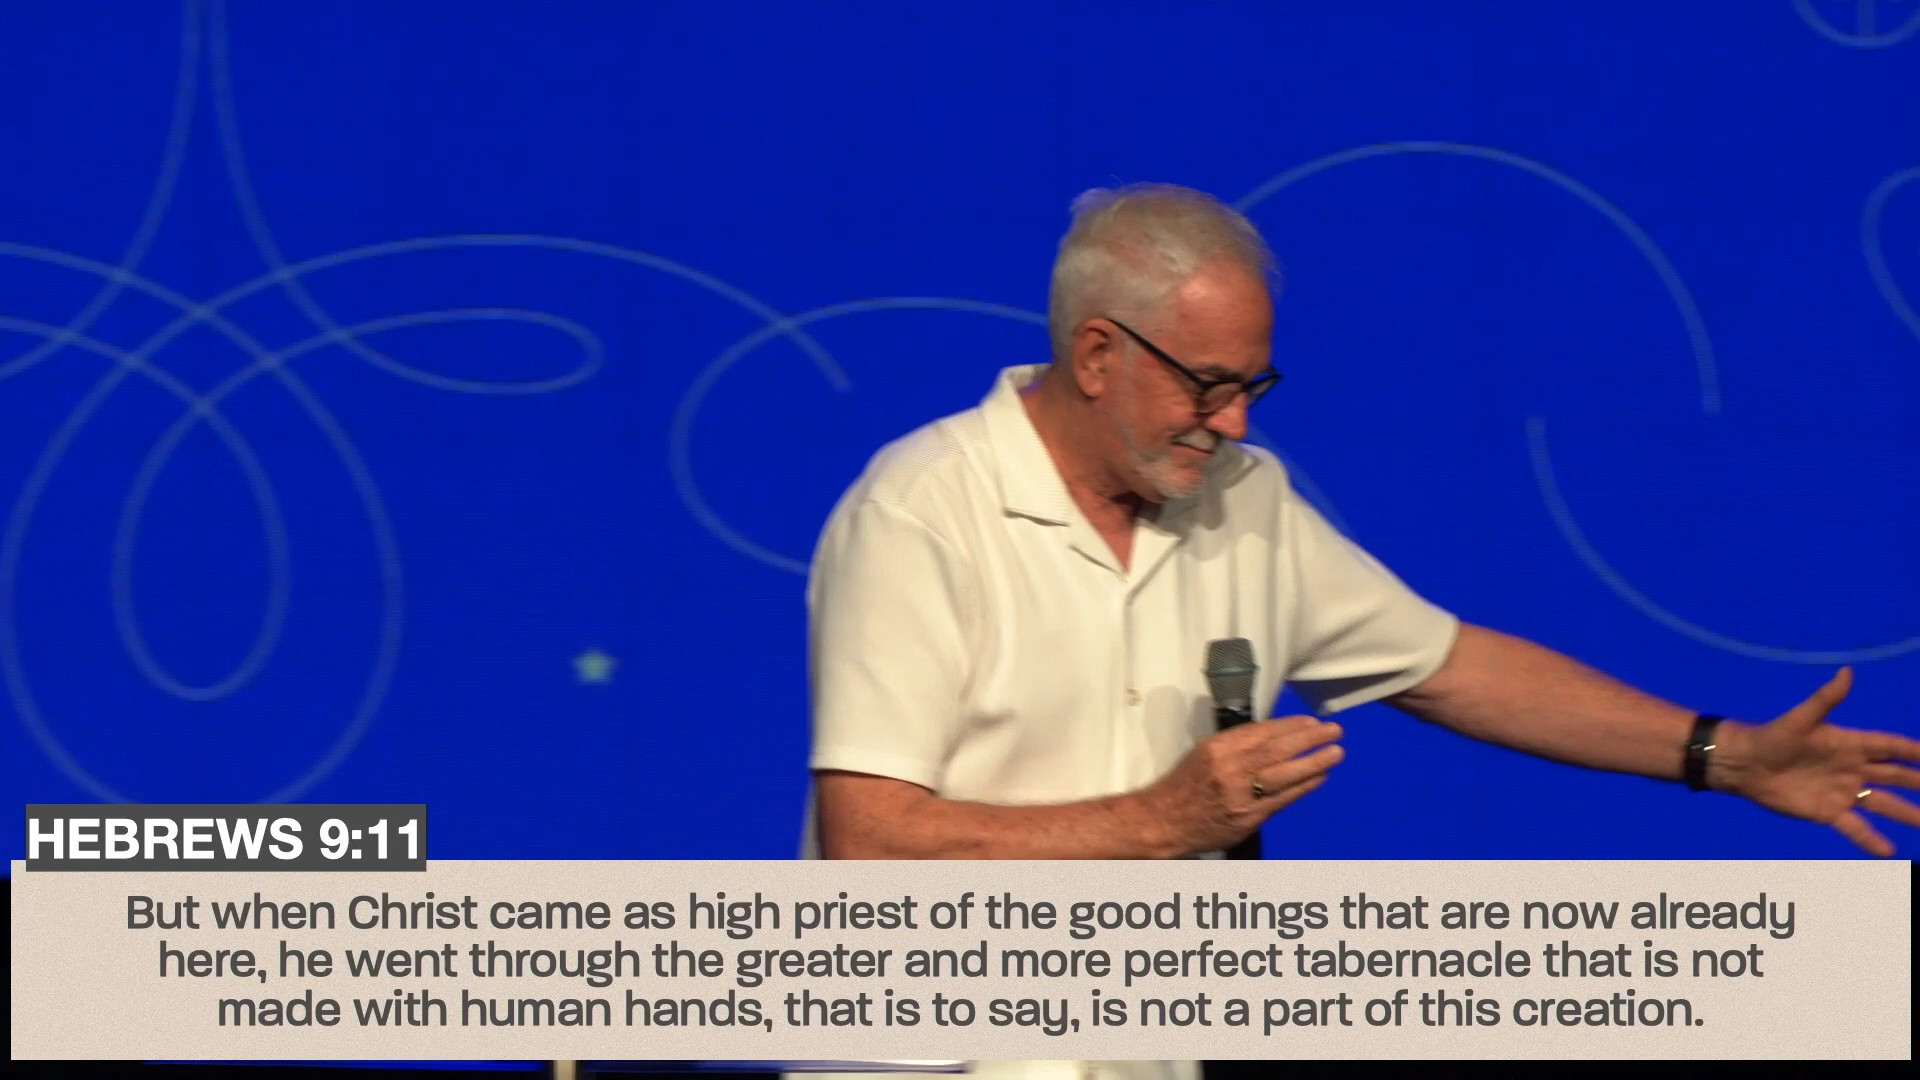 HEBREWS 9:11
But when Christ came as high priest of the good things that are now already
here, he went through the greater and more perfect tabernacle that is not
made with human hands, that is to say, is not a part of this creation.